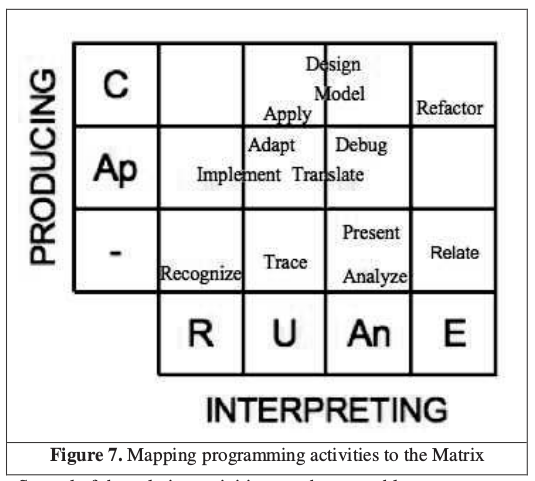 PRODUCING
C
Design
Model
Apply
Refactor
Ap
Adapt
Debug
Implement Translate
-
Recognize
Trace
Present
Analyze
Relate
R
U
An
E
INTERPRETING
Figure 7. Mapping programming activities to the Matrix